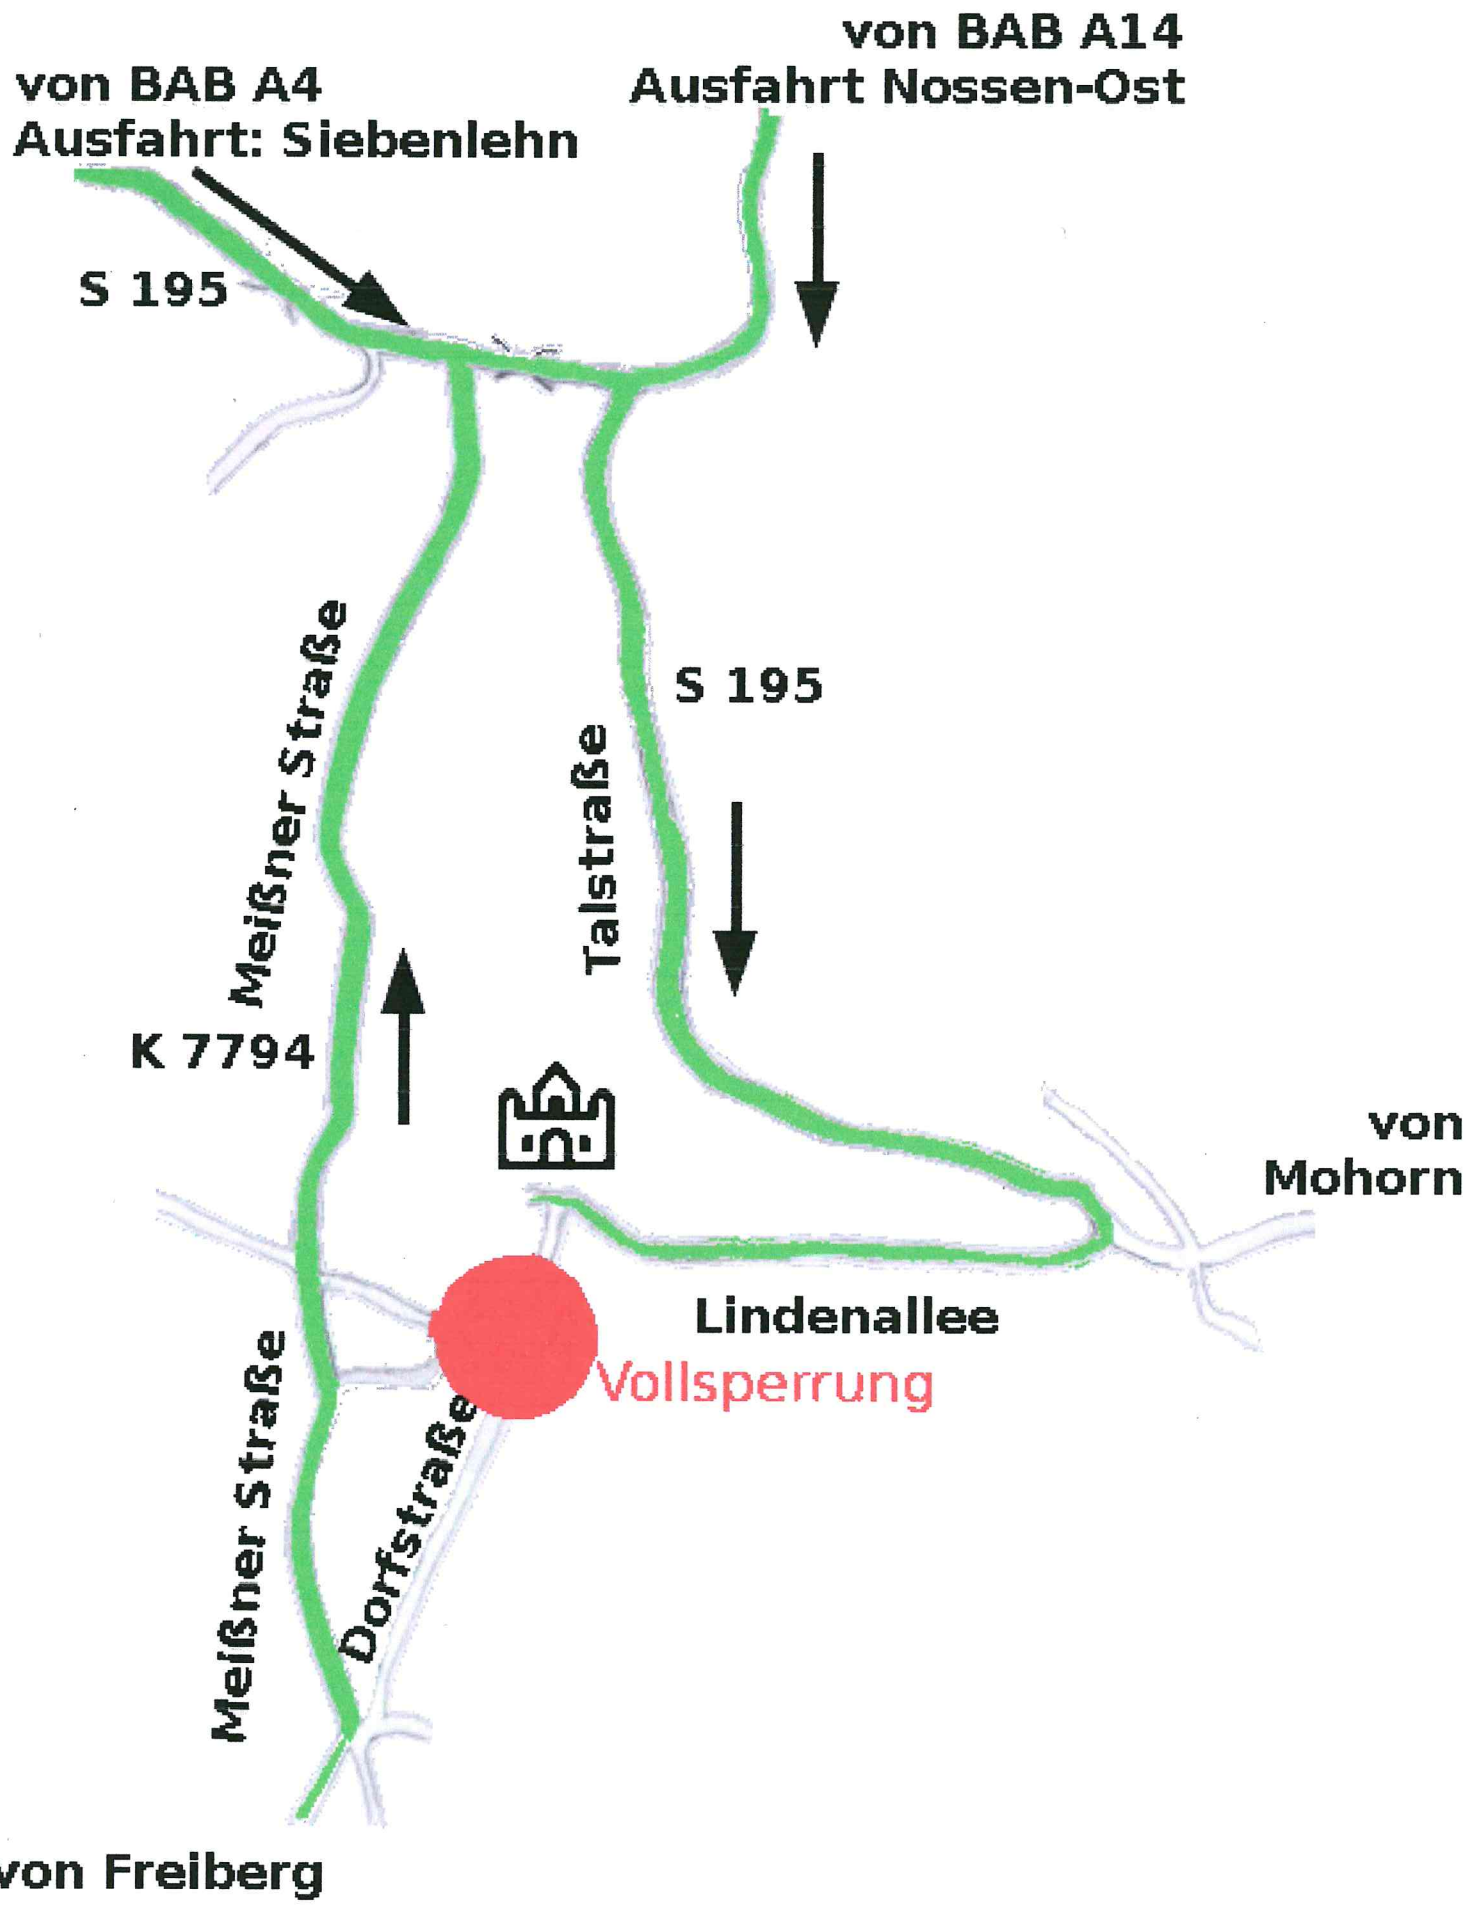 von BAB A14
Ausfahrt Nossen-Ost
von BAB A4
Ausfahrt: Siebenlehn
S 195
Meißner Straße
S 195
Talstraße
K 7794
von
Mohorn
Lindenallee
Vollsperrung
Meißner Straße
Dorfstraße
von Freiberg